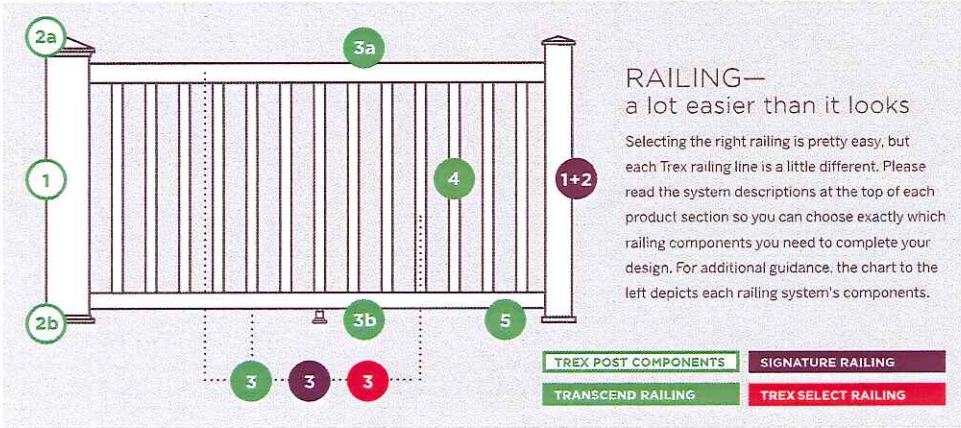 2a
3a
RAILING—
a lot easier than it looks
Selecting the right railing is pretty easy, but
each Trex railing line is a little different. Please
read the system descriptions at the top of each
product section so you can choose exactly which
railing components you need to complete your
design. For additional guidance, the chart to the
left depicts each railing system's components.
1
4
1+2
2b
3b
5
3
3
3
TREX POST COMPONENTS
SIGNATURE RAILING
TRANSCEND RAILING
TREX SELECT RAILING